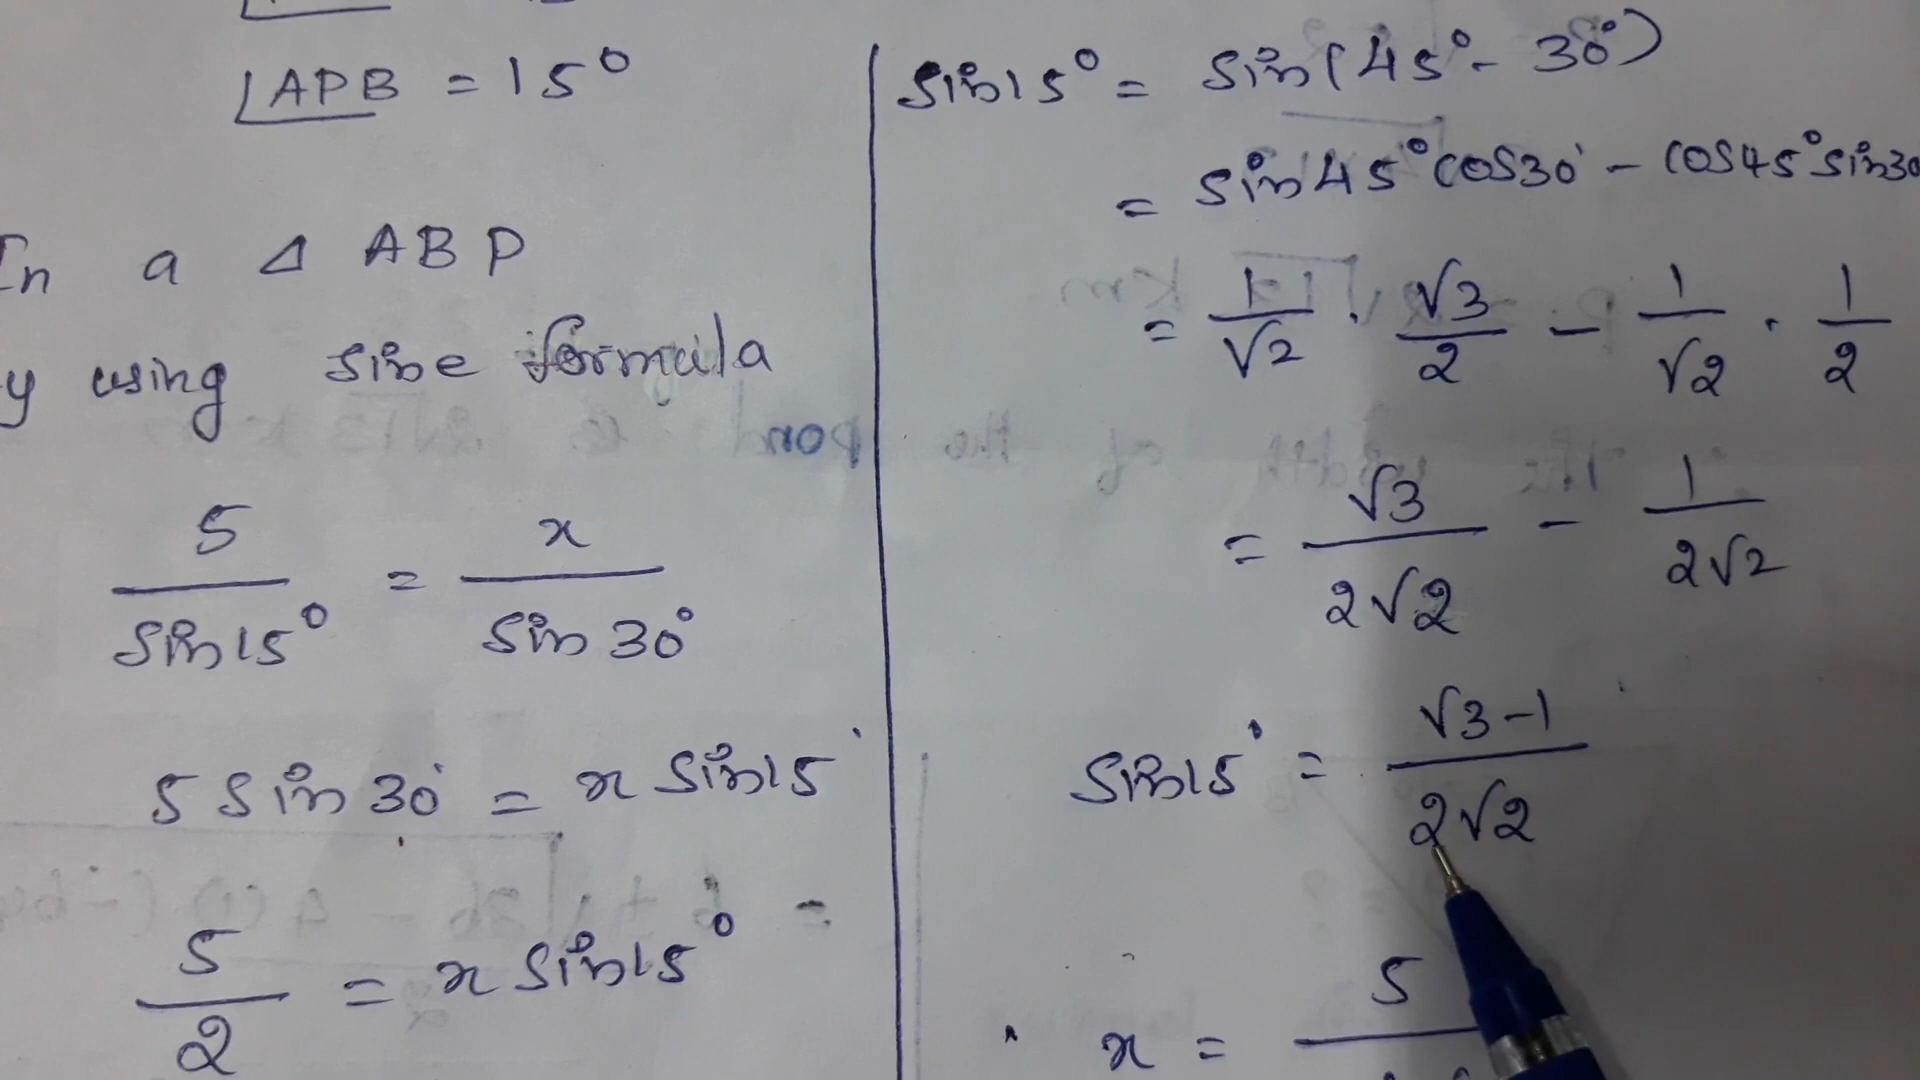 ∠APB = 15°
In a Δ ABP
y using sine formula
5/sin15° = x/sin30°
5 sin30° = x sin15°
5/2 = x sin15°
sin15° = sin(45° - 30°)
= sin45° cos30° - cos45° sin30
= 1/√2 · √3/2 - 1/√2 · 1/2
= √3/2√2 - 1/2√2
sin15° = √3-1/2√2
x = 5